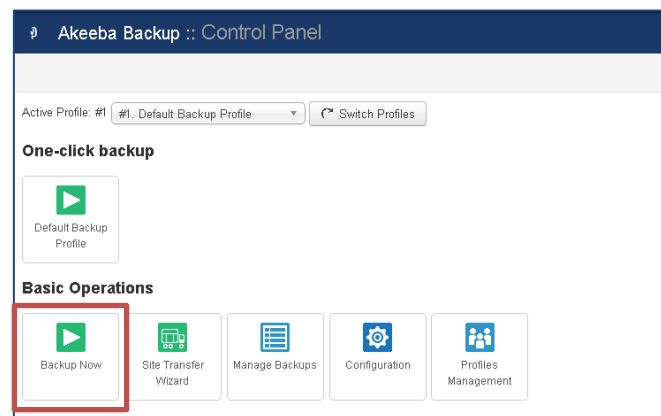 Akeeba Backup :: Control Panel
Active Profile: #1 #1. Default Backup Profile Switch Profiles
One-click backup
Default Backup
Profile
Basic Operations
Backup Now
Site Transfer
Wizard
Manage Backups
Configuration
Profiles
Management